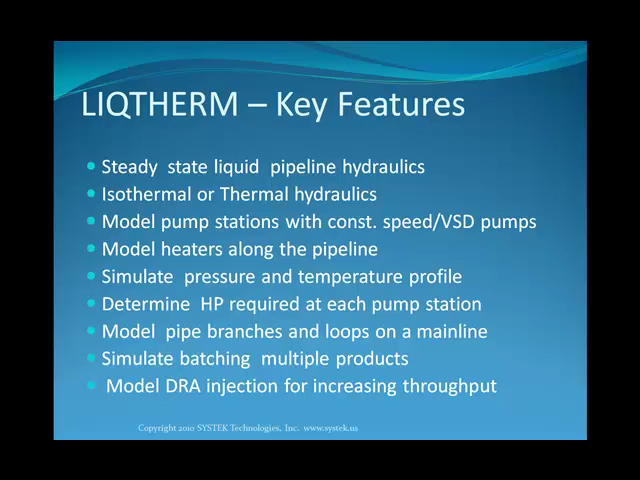 LIQTHERM – Key Features
Steady state liquid pipeline hydraulics
Isothermal or Thermal hydraulics
Model pump stations with const. speed/VSD pumps
Model heaters along the pipeline
Simulate pressure and temperature profile
Determine HP required at each pump station
Model pipe branches and loops on a mainline
Simulate batching multiple products
Model DRA injection for increasing throughput
Copyright 2010 SYSTEK Technologies, Inc. www.systek.us